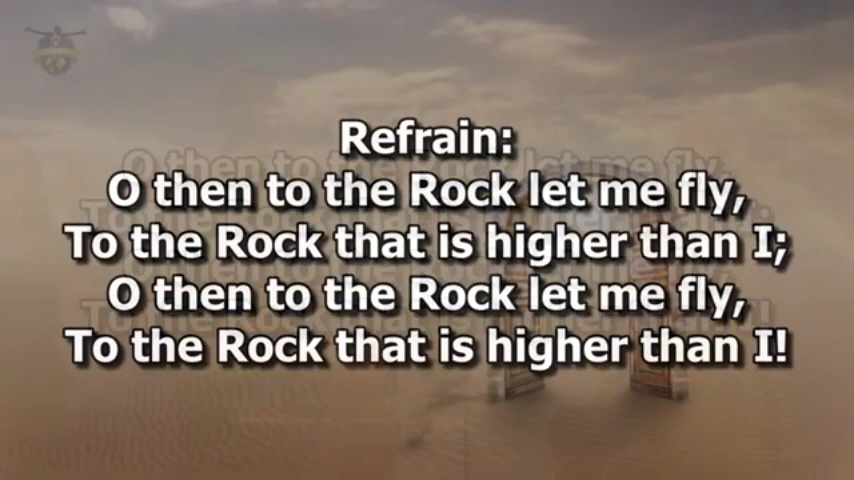 Refrain:
O then to the Rock let me fly,
To the Rock that is higher than I;
O then to the Rock let me fly,
To the Rock that is higher than I!